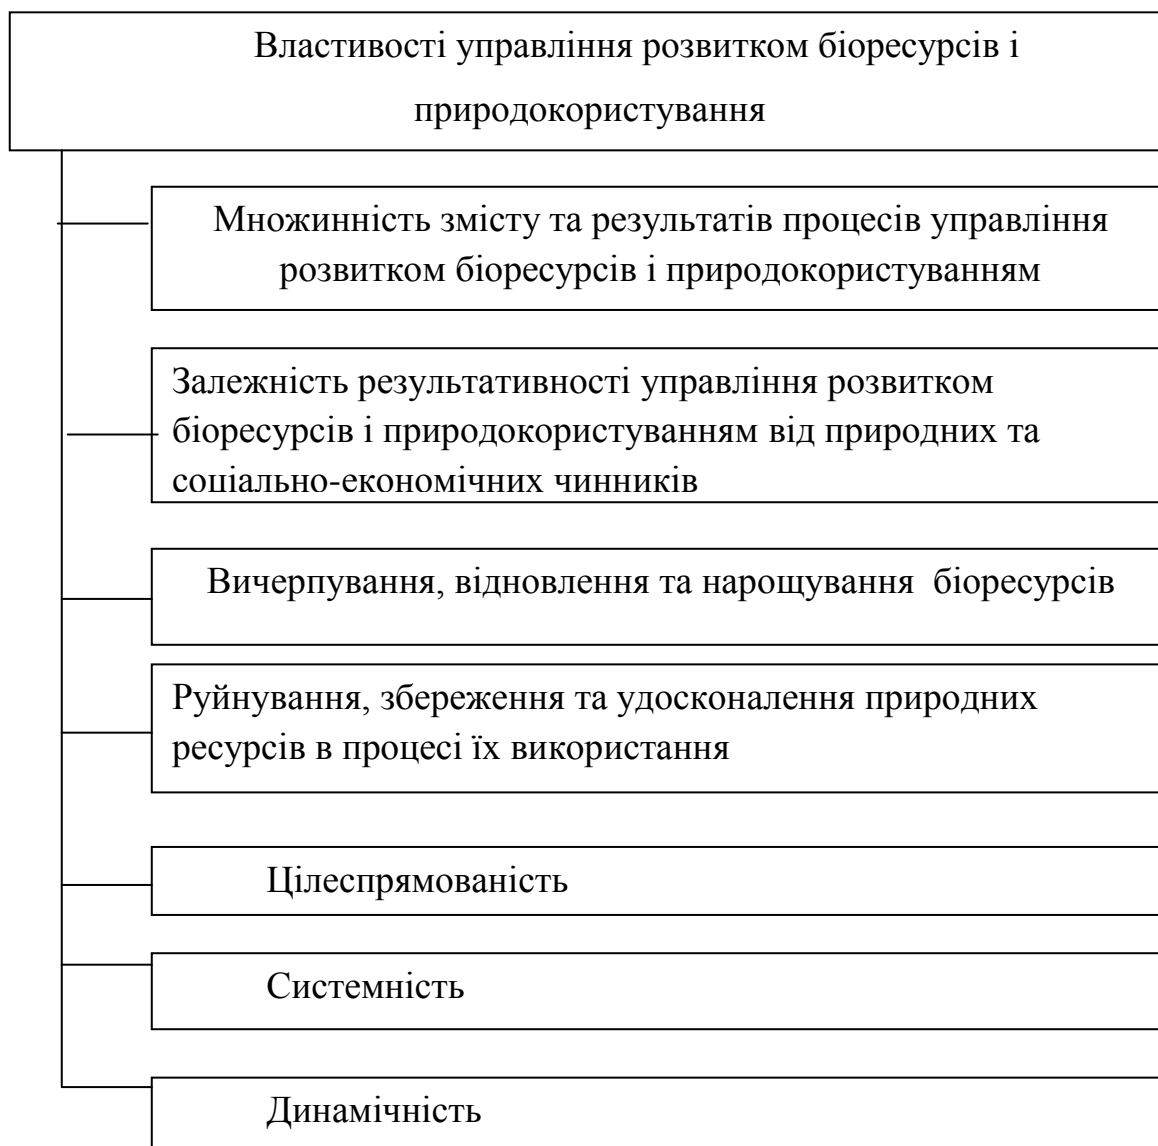 Властивості управління розвитком біоресурсів і
природокористування
Множинність змісту та результатів процесів управління
розвитком біоресурсів і природокористуванням
Залежність результативності управління розвитком
біоресурсів і природокористуванням від природних та
соціально-економічних чинників
Вичерпування, відновлення та нарощування біоресурсів
Руйнування, збереження та удосконалення природних
ресурсів в процесі їх використання
Цілеспрямованість
Системність
Динамічність